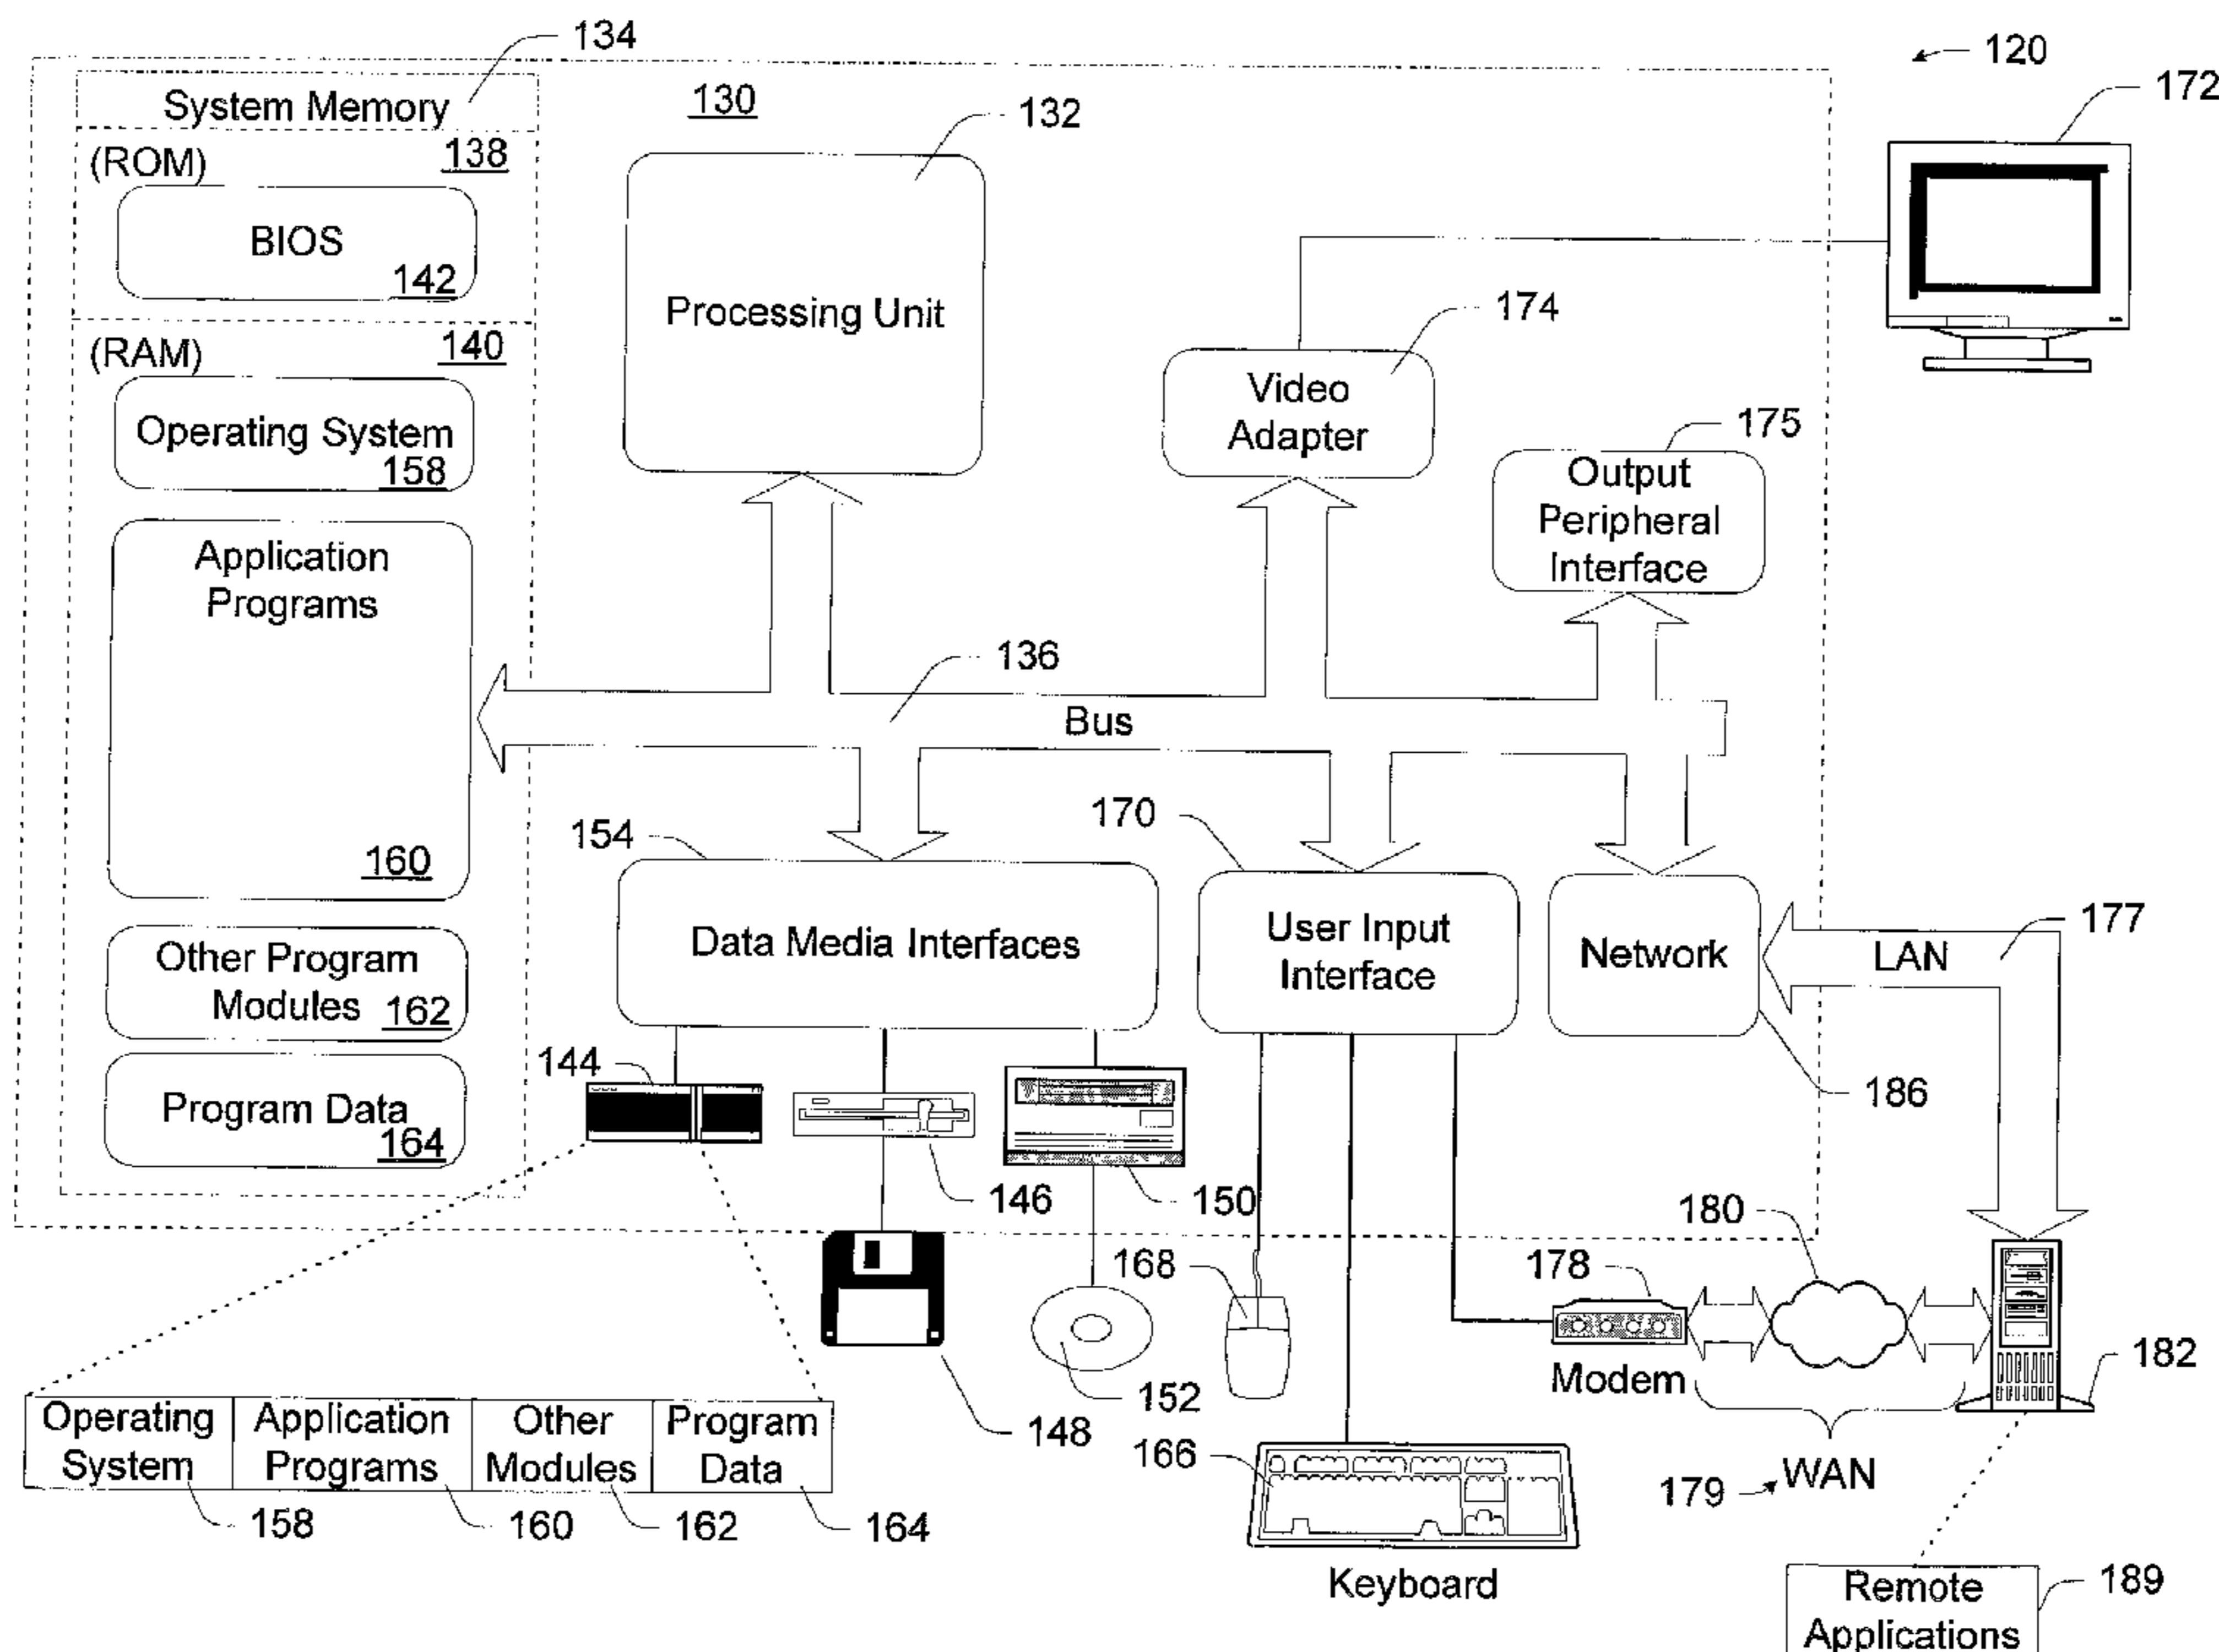 134
120
System Memory
130
132
172
(ROM)
138
BIOS
142
Processing Unit
174
(RAM)
140
Video
Adapter
Operating System
158
175
Output
Peripheral
Interface
Application
Programs
136
Bus
160
154
170
177
Data Media Interfaces
User Input
Interface
Network
LAN
Other Program
Modules
162
144
186
Program Data
164
146
150
180
168
178
Modem
182
152
148
Operating
System
Application
Programs
Other
Modules
Program
Data
166
179
WAN
158
160
162
164
Keyboard
Remote
Applications
189